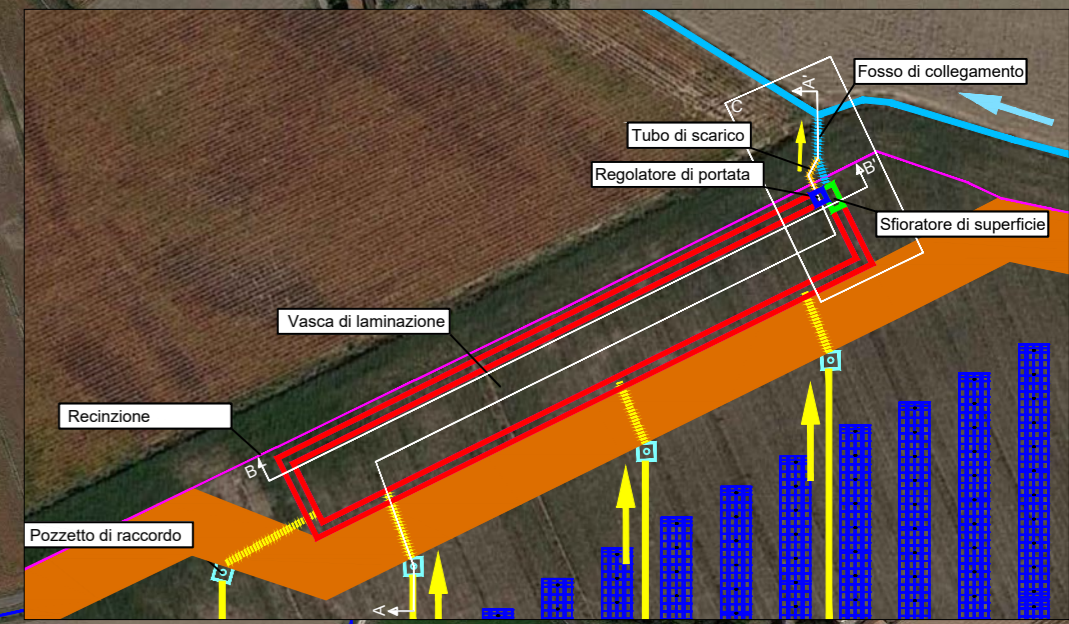 A'
Fosso di collegamento
C
Tubo di scarico
B'
Regolatore di portata
Sfioratore di superficie
Vasca di laminazione
Recinzione
B
Pozzetto di raccordo
A